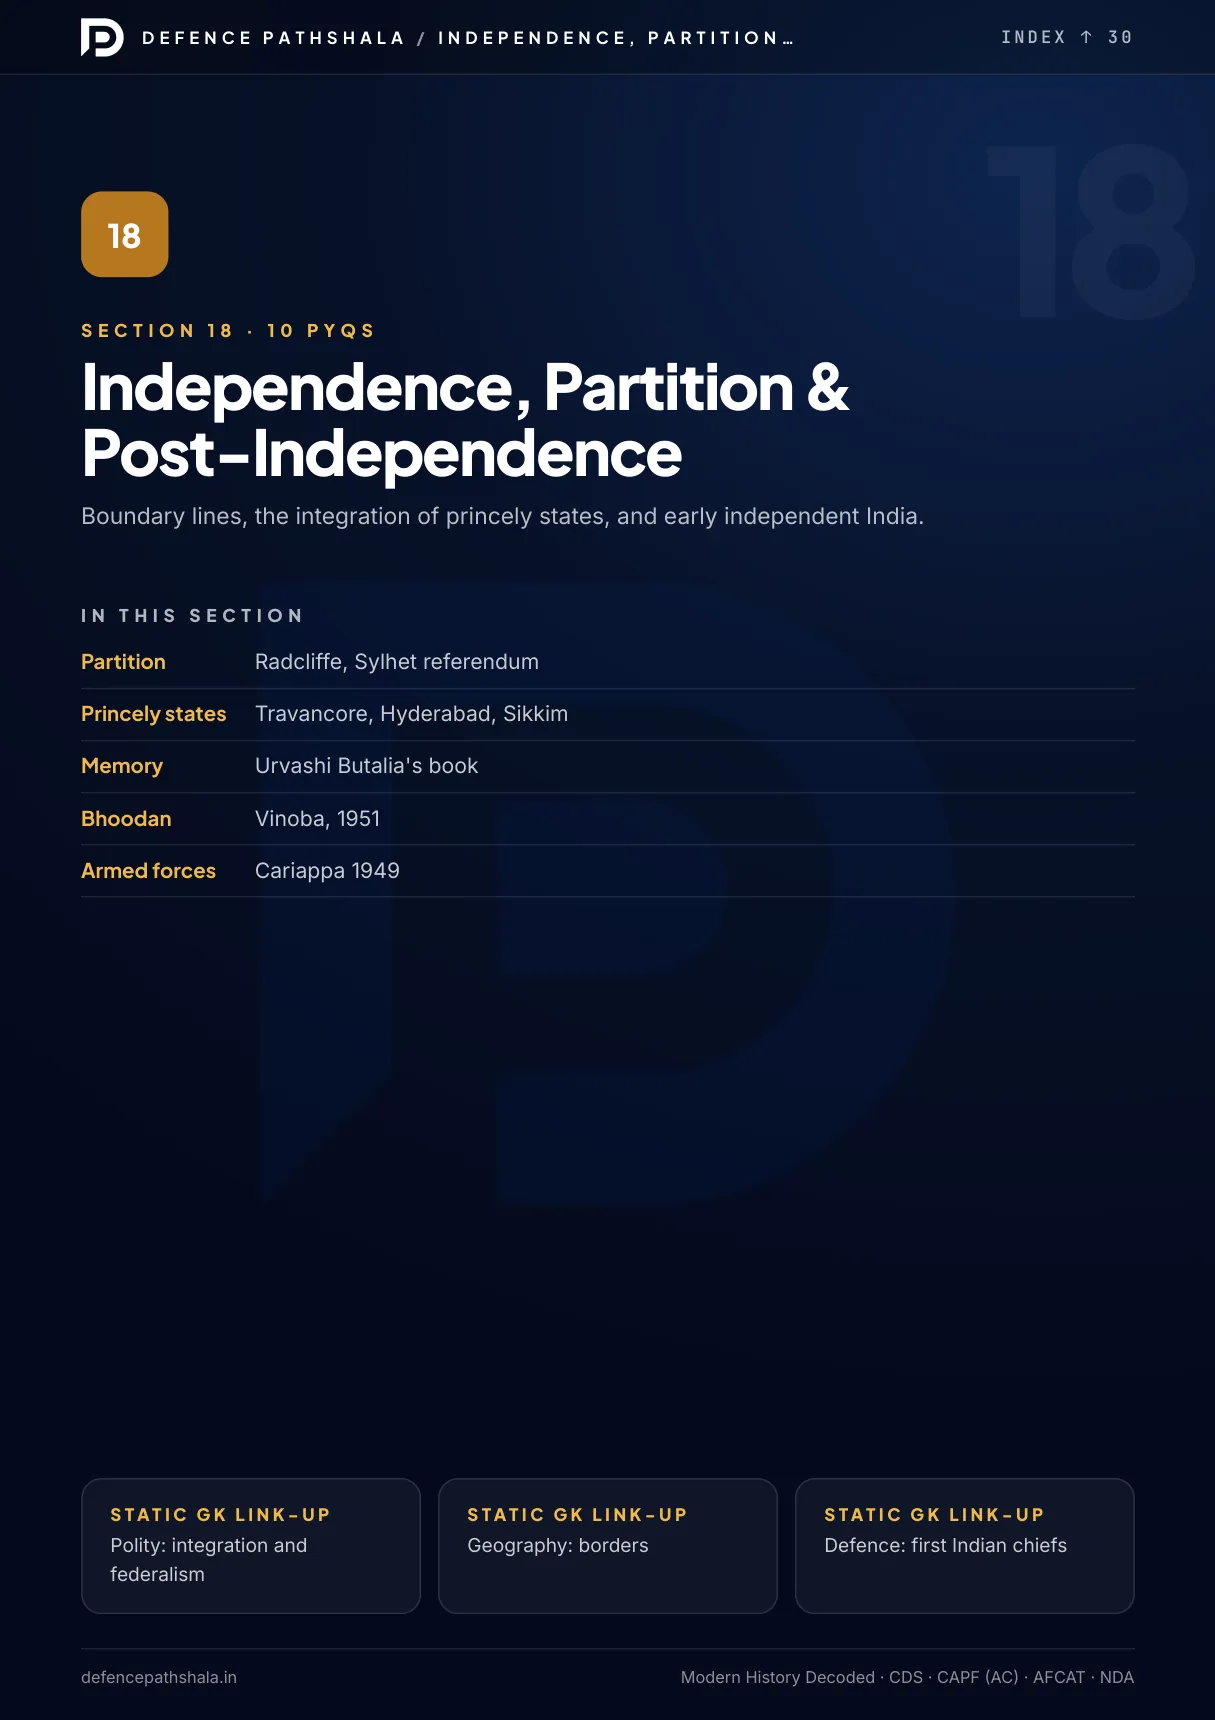 DEFENCE PATHSHALA / INDEPENDENCE, PARTITION…
INDEX ↑ 30
18
18
SECTION 18 · 10 PYQS
Independence, Partition &
Post-Independence
Boundary lines, the integration of princely states, and early independent India.
IN THIS SECTION
Partition Radcliffe, Sylhet referendum
Princely states Travancore, Hyderabad, Sikkim
Memory Urvashi Butalia's book
Bhoodan Vinoba, 1951
Armed forces Cariappa 1949
STATIC GK LINK-UP
Polity: integration and
federalism
STATIC GK LINK-UP
Geography: borders
STATIC GK LINK-UP
Defence: first Indian chiefs
defencepathshala.in
Modern History Decoded · CDS · CAPF (AC) · AFCAT · NDA